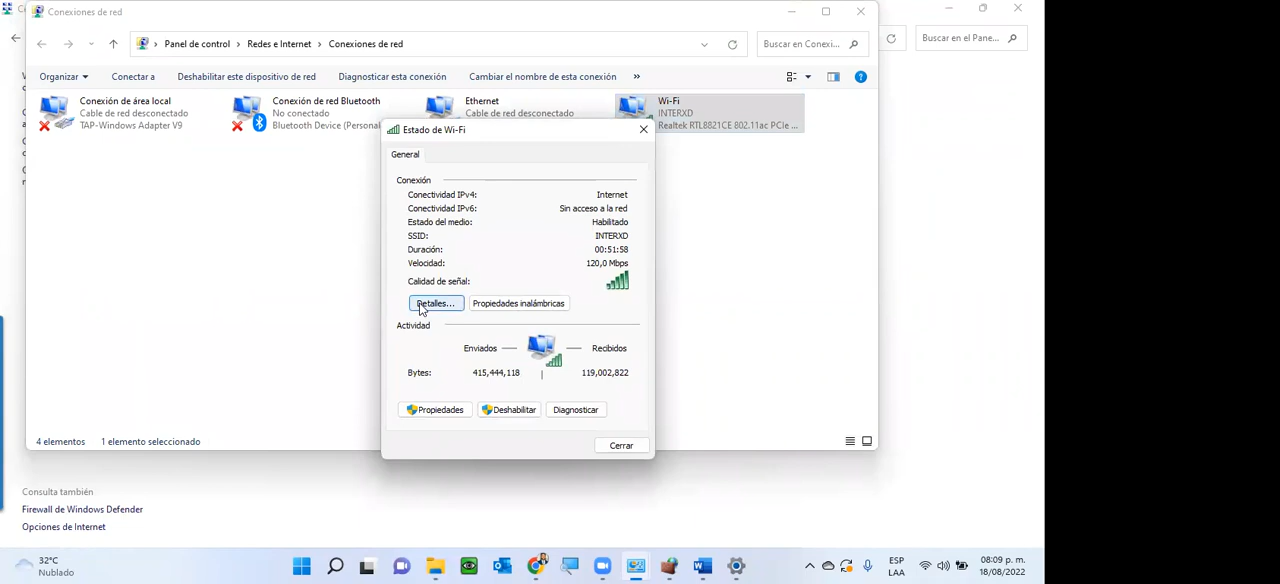 Conexiones de red
Panel de control > Redes e Internet > Conexiones de red
Buscar en Conexi...
Buscar en el Pane...
Organizar
Conectar a
Deshabilitar este dispositivo de red
Diagnosticar esta conexión
Cambiar el nombre de esta conexión
»
Conexión de área local
Cable de red desconectado
TAP-Windows Adapter V9
Conexión de red Bluetooth
No conectado
Bluetooth Device (Personal
Ethernet
Cable de red desconectado
Wi-Fi
INTERXD
Realtek RTL8821CE 802.11ac PCIe ...
Estado de Wi-Fi
General
Conexión
Conectividad IPv4: Internet
Conectividad IPv6: Sin acceso a la red
Estado del medio: Habilitado
SSID: INTERXD
Duración: 00:51:58
Velocidad: 120,0 Mbps
Calidad de señal:
Detalles...
Propiedades inalámbricas
Actividad
Enviados — Recibidos
Bytes: 415,444,118 | 119,002,822
Propiedades
Deshabilitar
Diagnosticar
Cerrar
4 elementos
1 elemento seleccionado
Consulta también
Firewall de Windows Defender
Opciones de Internet
32°C
Nublado
ESP
LAA
08:09 p. m.
18/08/2022